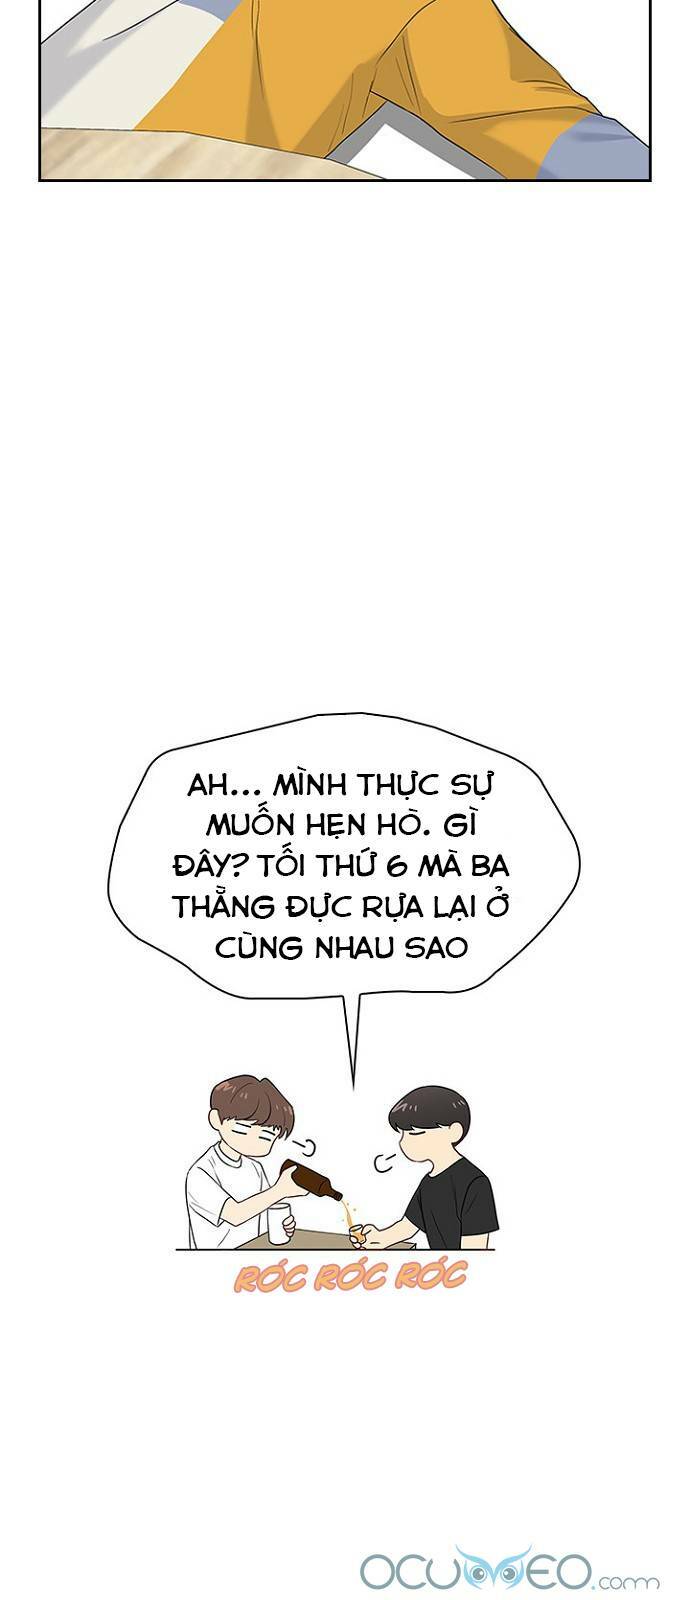 AH... MÌNH THỰC SỰ
MUỐN HẸN HÒ. GÌ
ĐÂY? TỐI THỨ 6 MÀ BA
THẰNG ĐỰC RỰA LẠI Ở
CÙNG NHAU SAO
RÓC RÓC RÓC
OCUMEO.com